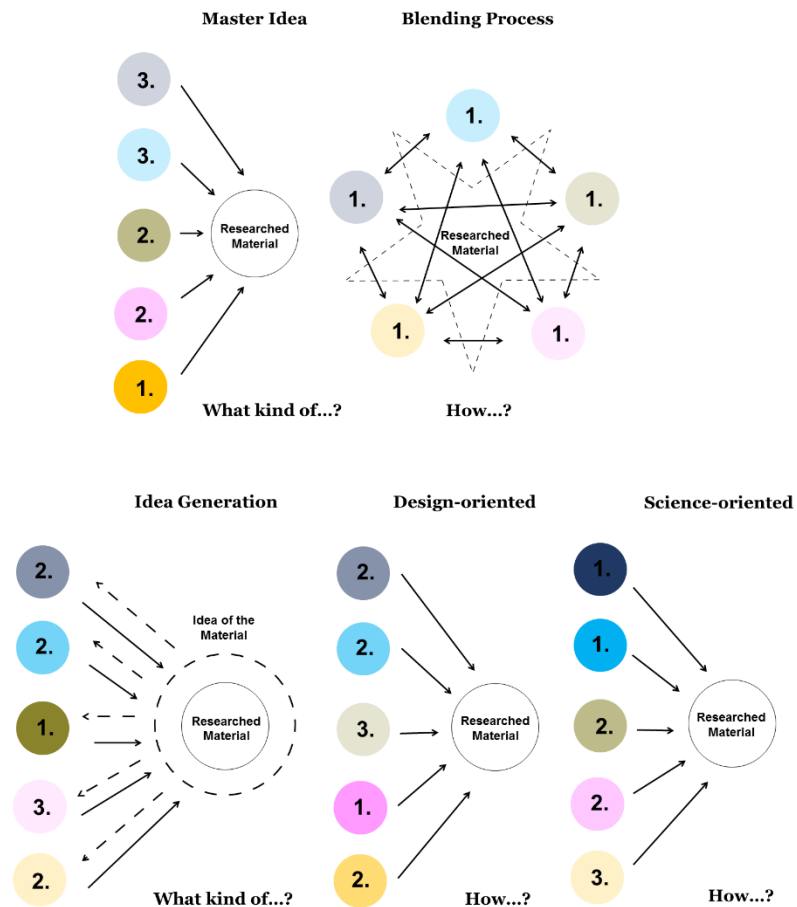 Master Idea
3.
3.
2.
2.
1.
Researched
Material
What kind of...?
Blending Process
1.
1.
1.
Researched
Material
1.
1.
How...?
Idea Generation
2.
2.
1.
3.
2.
Idea of the
Material
Researched
Material
What kind of...?
Design-oriented
2.
2.
3.
1.
2.
Researched
Material
How...?
Science-oriented
1.
1.
2.
2.
3.
Researched
Material
How...?